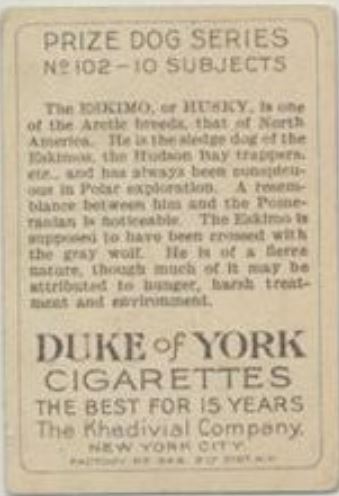 PRIZE DOG SERIES
Nº 102 - 10 SUBJECTS
The ESKIMO, or HUSKY, is one
of the Arctic breeds, that of North
America. He is the sledge dog of the
Eskimos, the Hudson Bay trappers,
etc., and has always been conspicu-
ous in Polar exploration. A resem-
blance between him and the Pome-
ranian is noticeable. The Eskimo is
supposed to have been crossed with
the gray wolf. He is of a fierce
nature, though much of it may be
attributed to hunger, harsh treat-
ment and environment.
DUKE of YORK
CIGARETTES
THE BEST FOR 15 YEARS
The Khedivial Company,
NEW YORK CITY.
FACTORY Nº